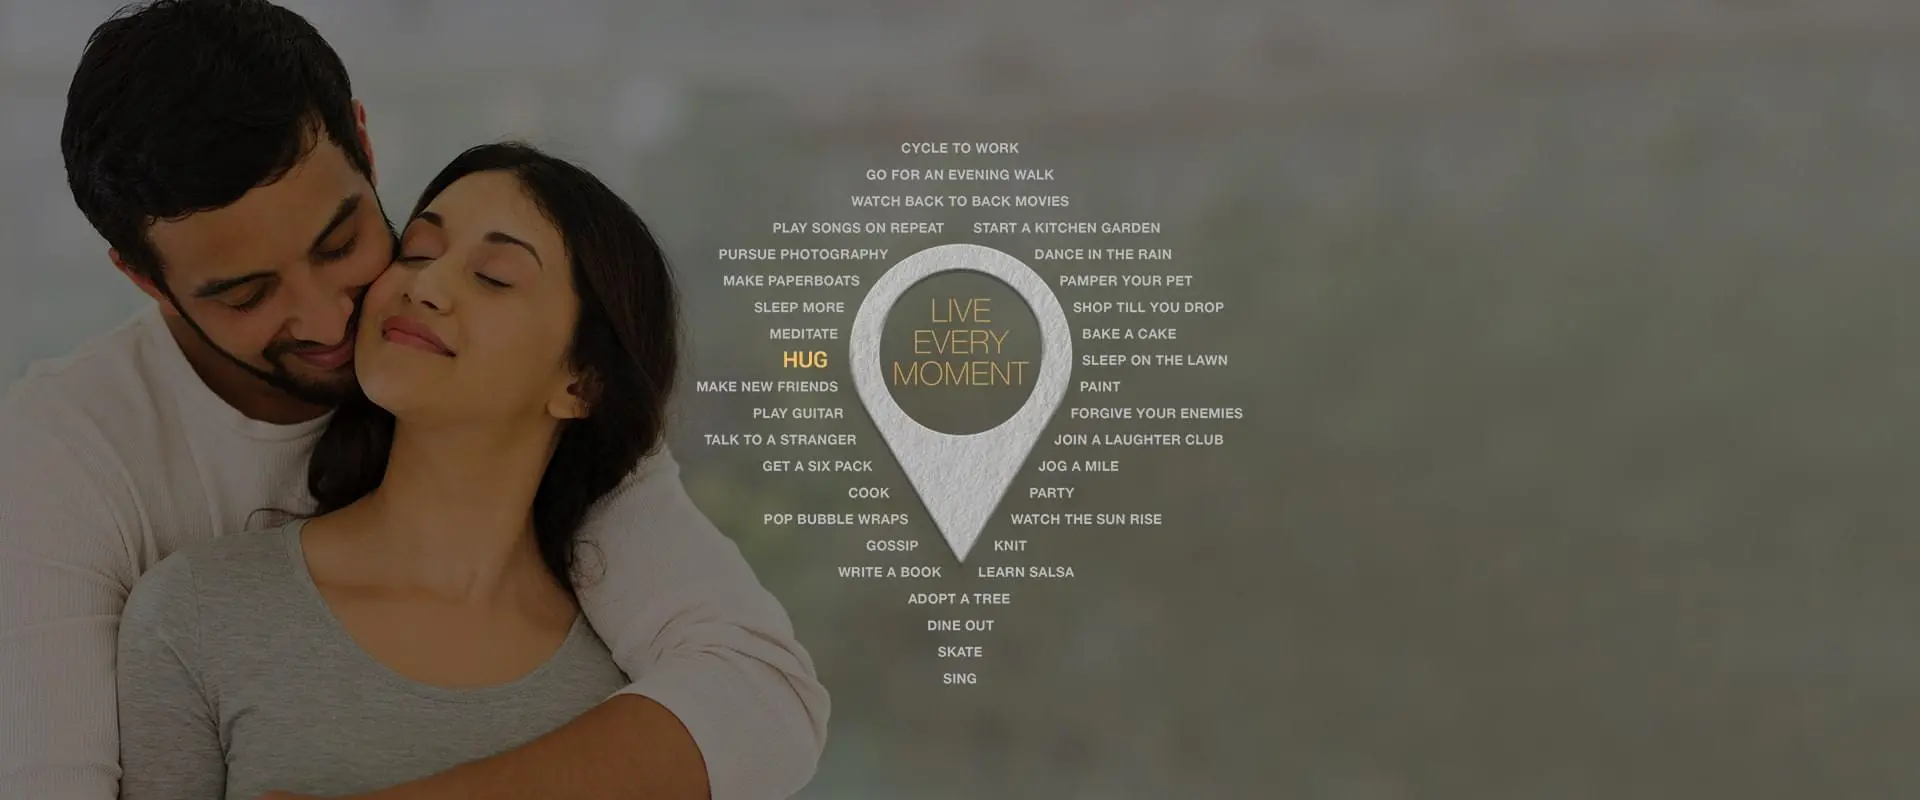 CYCLE TO WORK
GO FOR AN EVENING WALK
WATCH BACK TO BACK MOVIES
PLAY SONGS ON REPEAT START A KITCHEN GARDEN
PURSUE PHOTOGRAPHY DANCE IN THE RAIN
MAKE PAPERBOATS PAMPER YOUR PET
SLEEP MORE SHOP TILL YOU DROP
MEDITATE BAKE A CAKE
HUG SLEEP ON THE LAWN
MAKE NEW FRIENDS PAINT
PLAY GUITAR FORGIVE YOUR ENEMIES
TALK TO A STRANGER JOIN A LAUGHTER CLUB
GET A SIX PACK JOG A MILE
COOK PARTY
POP BUBBLE WRAPS WATCH THE SUN RISE
GOSSIP KNIT
WRITE A BOOK LEARN SALSA
ADOPT A TREE
DINE OUT
SKATE
SING
LIVE
EVERY
MOMENT